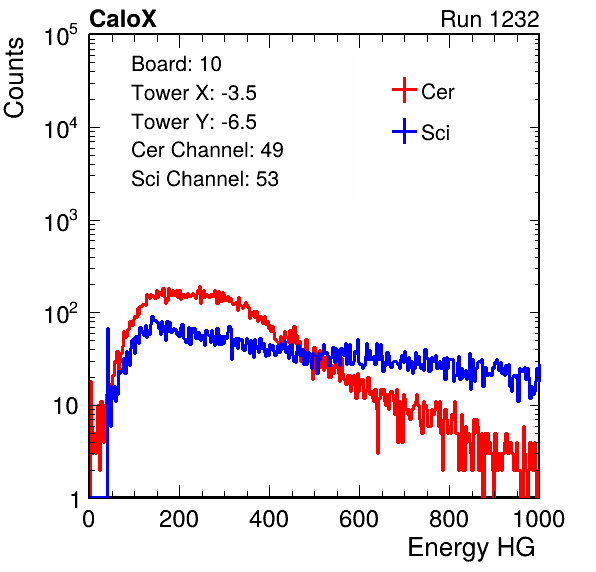 CaloX Run 1232
Counts
Board: 10
Tower X: -3.5
Tower Y: -6.5
Cer Channel: 49
Sci Channel: 53
Cer
Sci
10^5
10^4
10^3
10^2
10
1
0 200 400 600 800 1000
Energy HG